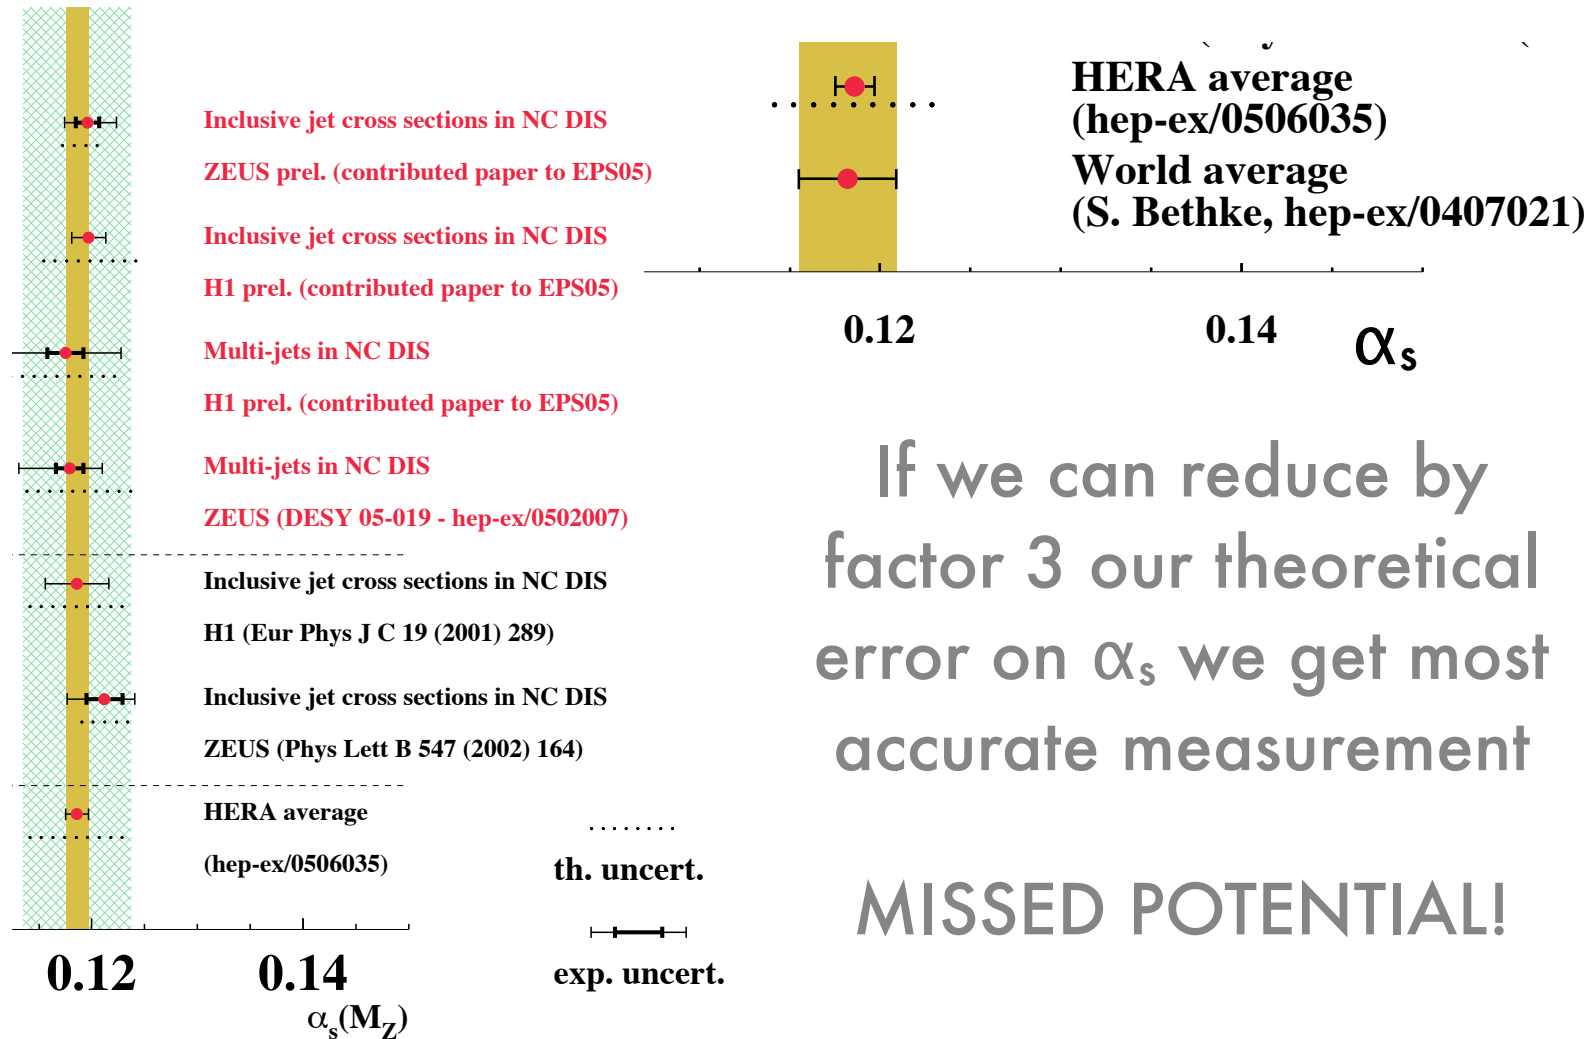 Inclusive jet cross sections in NC DIS
ZEUS prel. (contributed paper to EPS05)
Inclusive jet cross sections in NC DIS
H1 prel. (contributed paper to EPS05)
Multi-jets in NC DIS
H1 prel. (contributed paper to EPS05)
Multi-jets in NC DIS
ZEUS (DESY 05-019 - hep-ex/0502007)
Inclusive jet cross sections in NC DIS
H1 (Eur Phys J C 19 (2001) 289)
Inclusive jet cross sections in NC DIS
ZEUS (Phys Lett B 547 (2002) 164)
HERA average
(hep-ex/0506035)
th. uncert.
exp. uncert.
0.12 0.14
αs(MZ)
HERA average
(hep-ex/0506035)
World average
(S. Bethke, hep-ex/0407021)
0.12 0.14
αs
If we can reduce by
factor 3 our theoretical
error on αs we get most
accurate measurement
MISSED POTENTIAL!